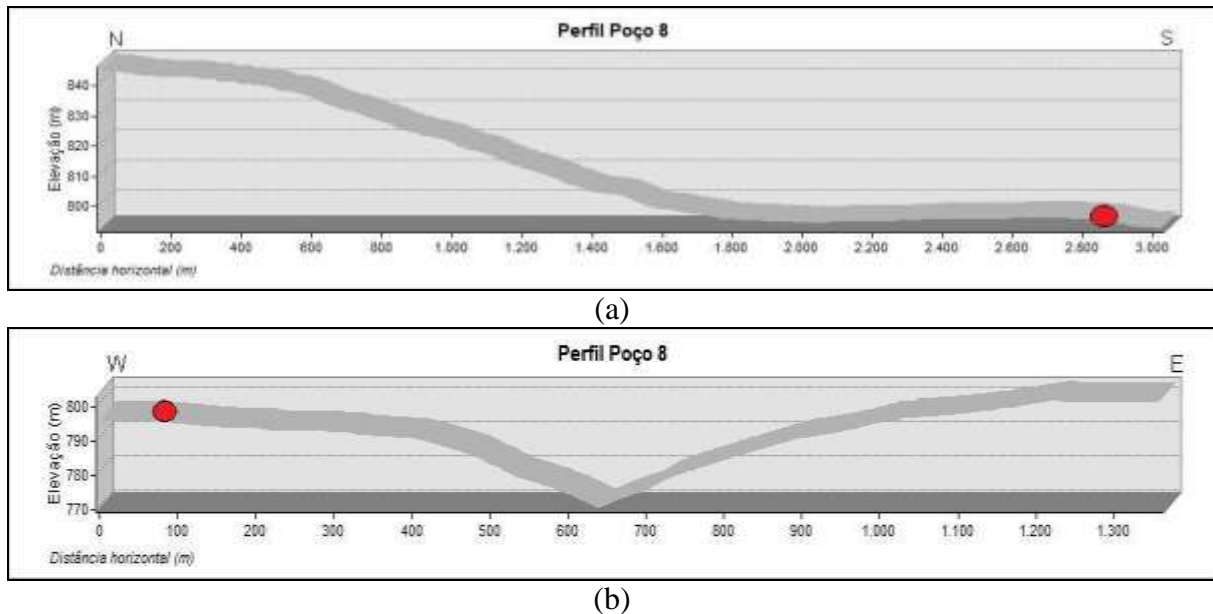 Perfil Poço 8
N S
840
830
820
810
800
Elevação (m)
0 200 400 600 800 1.000 1.200 1.400 1.600 1.800 2.000 2.200 2.400 2.600 2.800 3.000
Distância horizontal (m)
(a)
Perfil Poço 8
W E
800
790
780
770
Elevação (m)
0 100 200 300 400 500 600 700 800 900 1.000 1.100 1.200 1.300
Distância horizontal (m)
(b)